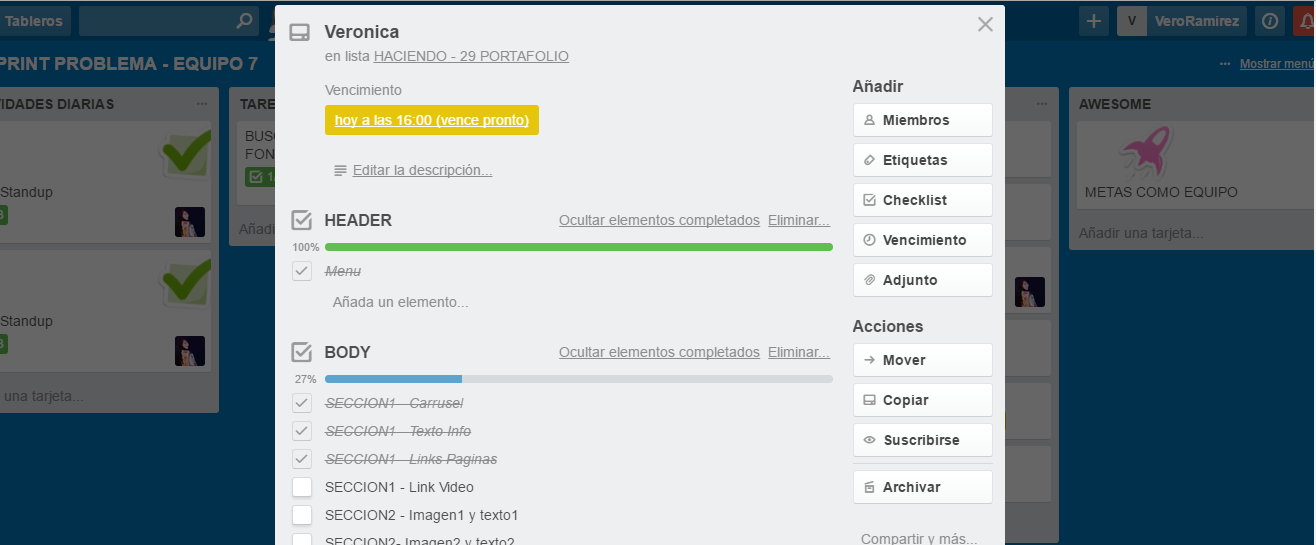 Tableros
V VeroRamirez
PRINT PROBLEMA - EQUIPO 7
... Mostrar menú
VIDADES DIARIAS ...
Standup
Standup
una tarjeta...
TARE
BUS
FON
1
Añadi
Veronica
en lista HACIENDO - 29 PORTAFOLIO
Vencimiento
hoy a las 16:00 (vence pronto)
Editar la descripción...
HEADER Ocultar elementos completados Eliminar...
100%
Menu
Añada un elemento...
BODY Ocultar elementos completados Eliminar...
27%
SECCION1 - Carrusel
SECCION1 - Texto Info
SECCION1 - Links Paginas
SECCION1 - Link Video
SECCION2 - Imagen1 y texto1
SECCION2- Imagen2 y texto2
Añadir
Miembros
Etiquetas
Checklist
Vencimiento
Adjunto
Acciones
Mover
Copiar
Suscribirse
Archivar
Compartir y más...
...
AWESOME
METAS COMO EQUIPO
Añadir una tarjeta...